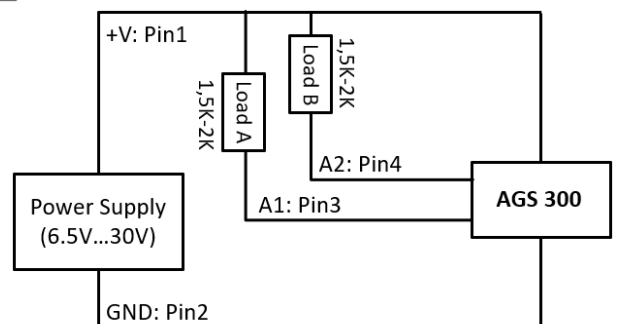 +V: Pin1
Load A
1,5K-2K
Load B
1,5K-2K
A2: Pin4
A1: Pin3
Power Supply
(6.5V...30V)
AGS 300
GND: Pin2